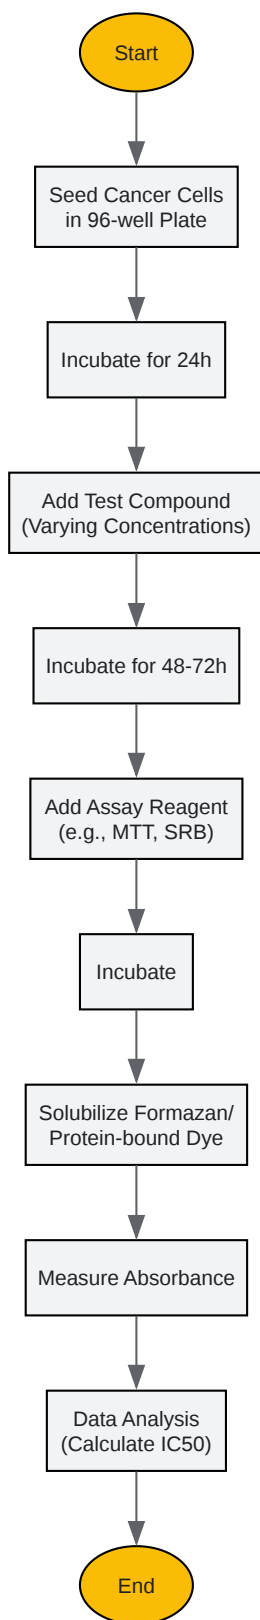 Start
Seed Cancer Cells
in 96-well Plate
Incubate for 24h
Add Test Compound
(Varying Concentrations)
Incubate for 48-72h
Add Assay Reagent
(e.g., MTT, SRB)
Incubate
Solubilize Formazan/
Protein-bound Dye
Measure Absorbance
Data Analysis
(Calculate IC50)
End